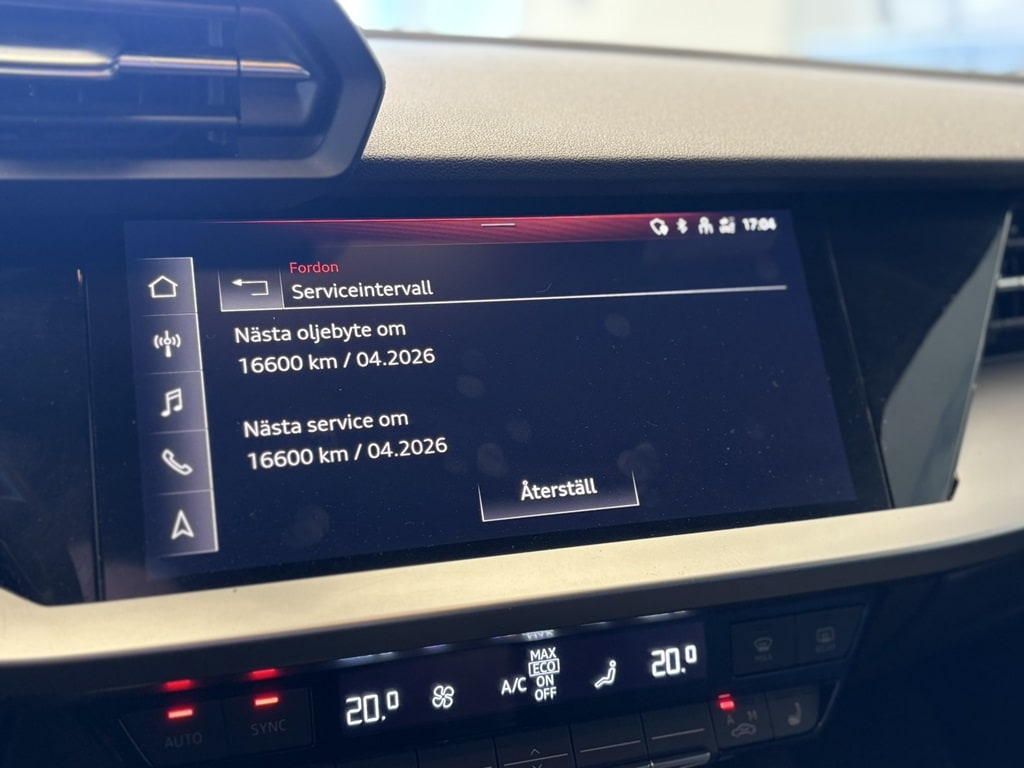 17:04
Fordon
Serviceintervall
Nästa oljebyte om
16600 km / 04.2026
Nästa service om
16600 km / 04.2026
Återställ
MAX
20.0
A/C
ECO
20.0
ON
OFF
AUTO
SYNC
A M